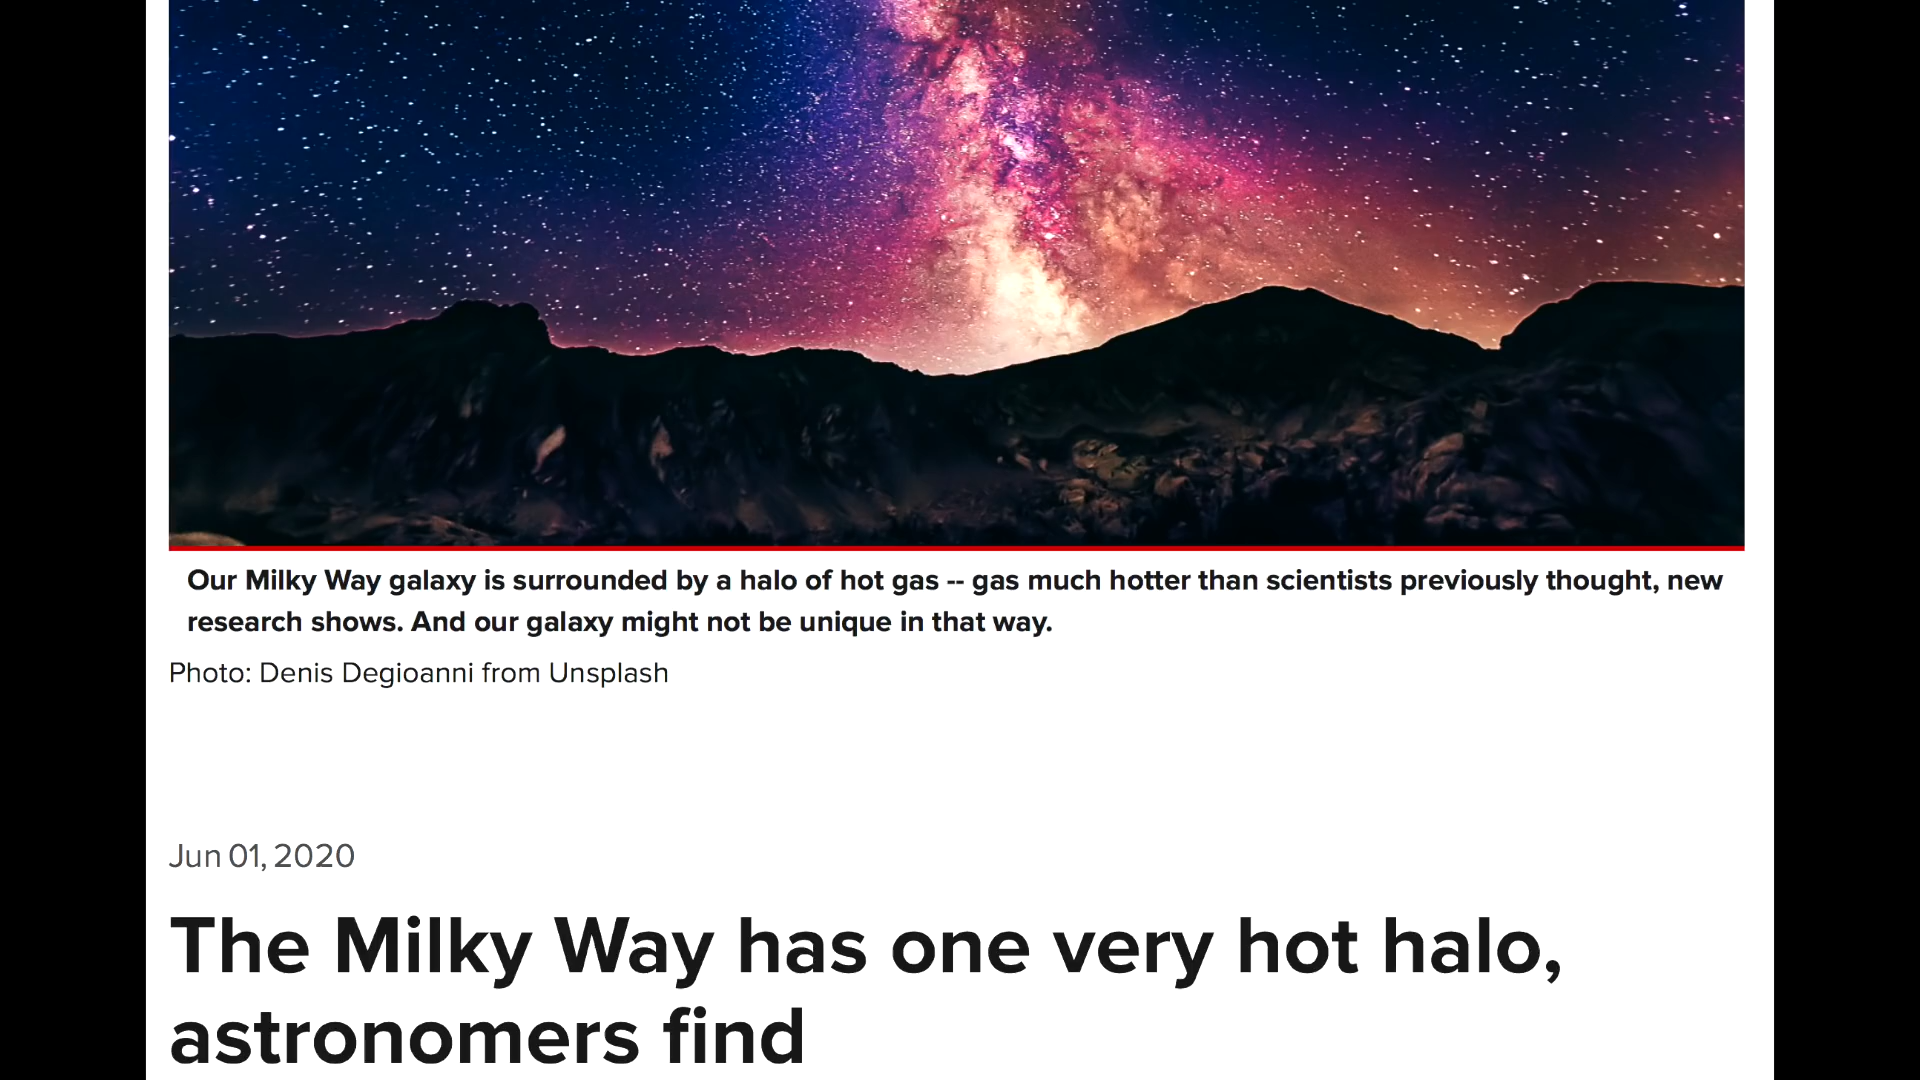 Our Milky Way galaxy is surrounded by a halo of hot gas -- gas much hotter than scientists previously thought, new
research shows. And our galaxy might not be unique in that way.
Photo: Denis Degioanni from Unsplash
Jun 01, 2020
The Milky Way has one very hot halo,
astronomers find